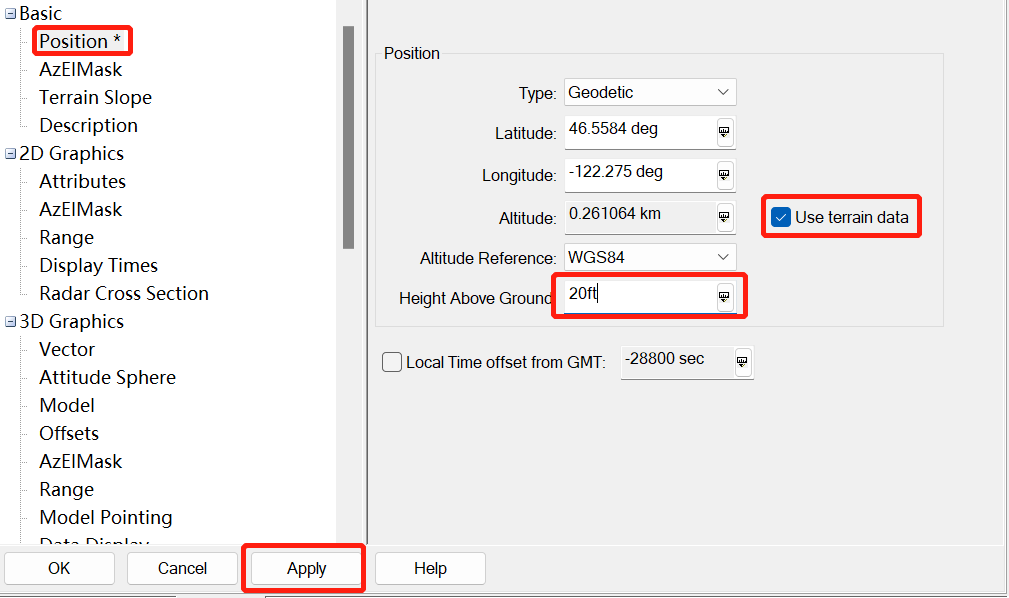 Basic
Position *
AzElMask
Terrain Slope
Description
2D Graphics
Attributes
AzElMask
Range
Display Times
Radar Cross Section
3D Graphics
Vector
Attitude Sphere
Model
Offsets
AzElMask
Range
Model Pointing
Data Display
Position
Type: Geodetic
Latitude: 46.5584 deg
Longitude: -122.275 deg
Altitude: 0.261064 km
Use terrain data
Altitude Reference: WGS84
Height Above Ground 20ft
Local Time offset from GMT: -28800 sec
OK Cancel Apply Help